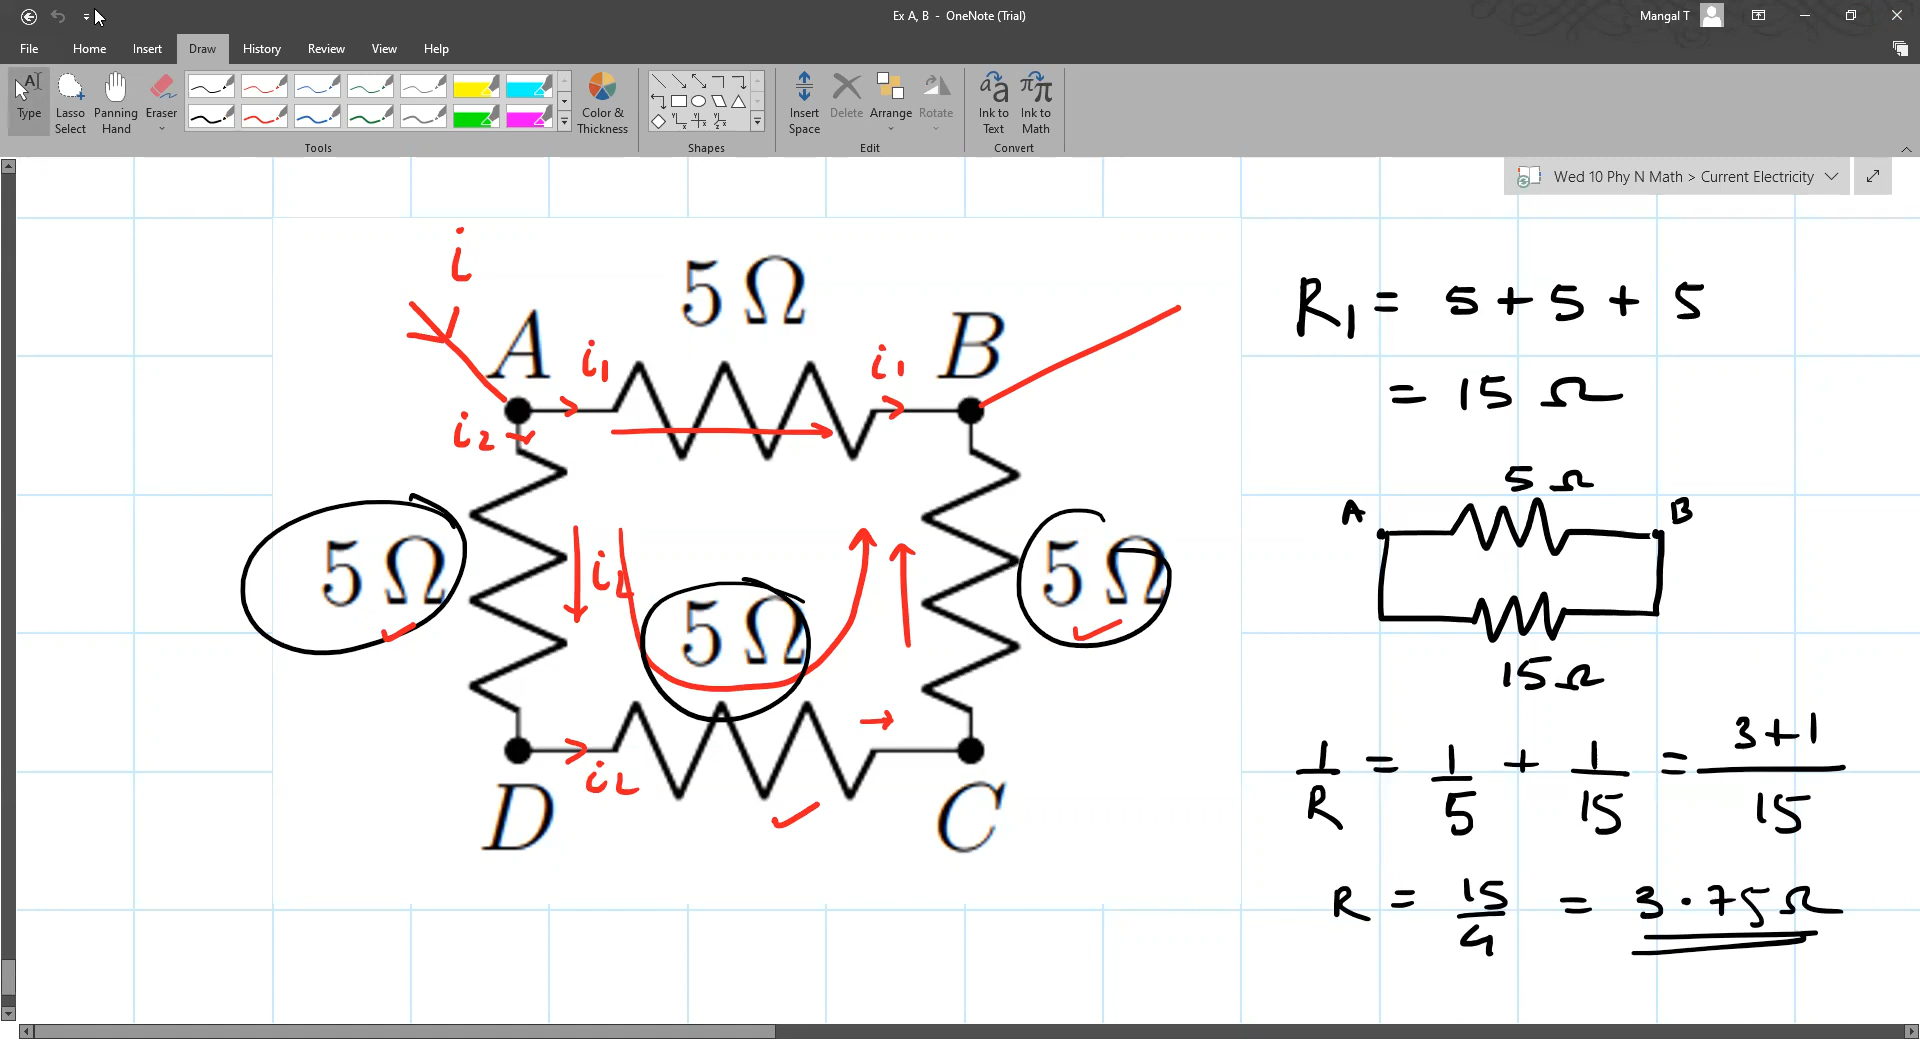 Ex A, B - OneNote (Trial)
Mangal T
File Home Insert Draw History Review View Help
Type
Lasso Select
Panning Hand
Eraser
Color & Thickness
Insert Space
Delete
Arrange
Rotate
Ink to Text
Ink to Math
Tools
Shapes
Edit
Convert
Wed 10 Phy N Math > Current Electricity
i
5 Ω
A
i₁
i₁
B
i₂
5 Ω
i₂
5 Ω
5 Ω
i₂
D
C
R₁ = 5 + 5 + 5
= 15 Ω
5 Ω
A
B
15 Ω
1/R = 1/5 + 1/15 = 3+1/15
R = 15/4 = 3.75 Ω